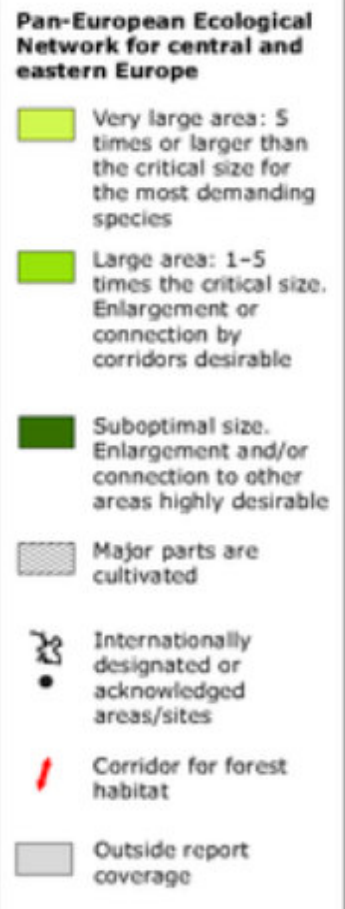 Pan-European Ecological
Network for central and
eastern Europe
Very large area: 5
times or larger than
the critical size for
the most demanding
species
Large area: 1–5
times the critical size.
Enlargement or
connection by
corridors desirable
Suboptimal size.
Enlargement and/or
connection to other
areas highly desirable
Major parts are
cultivated
Internationally
designated or
acknowledged
areas/sites
Corridor for forest
habitat
Outside report
coverage